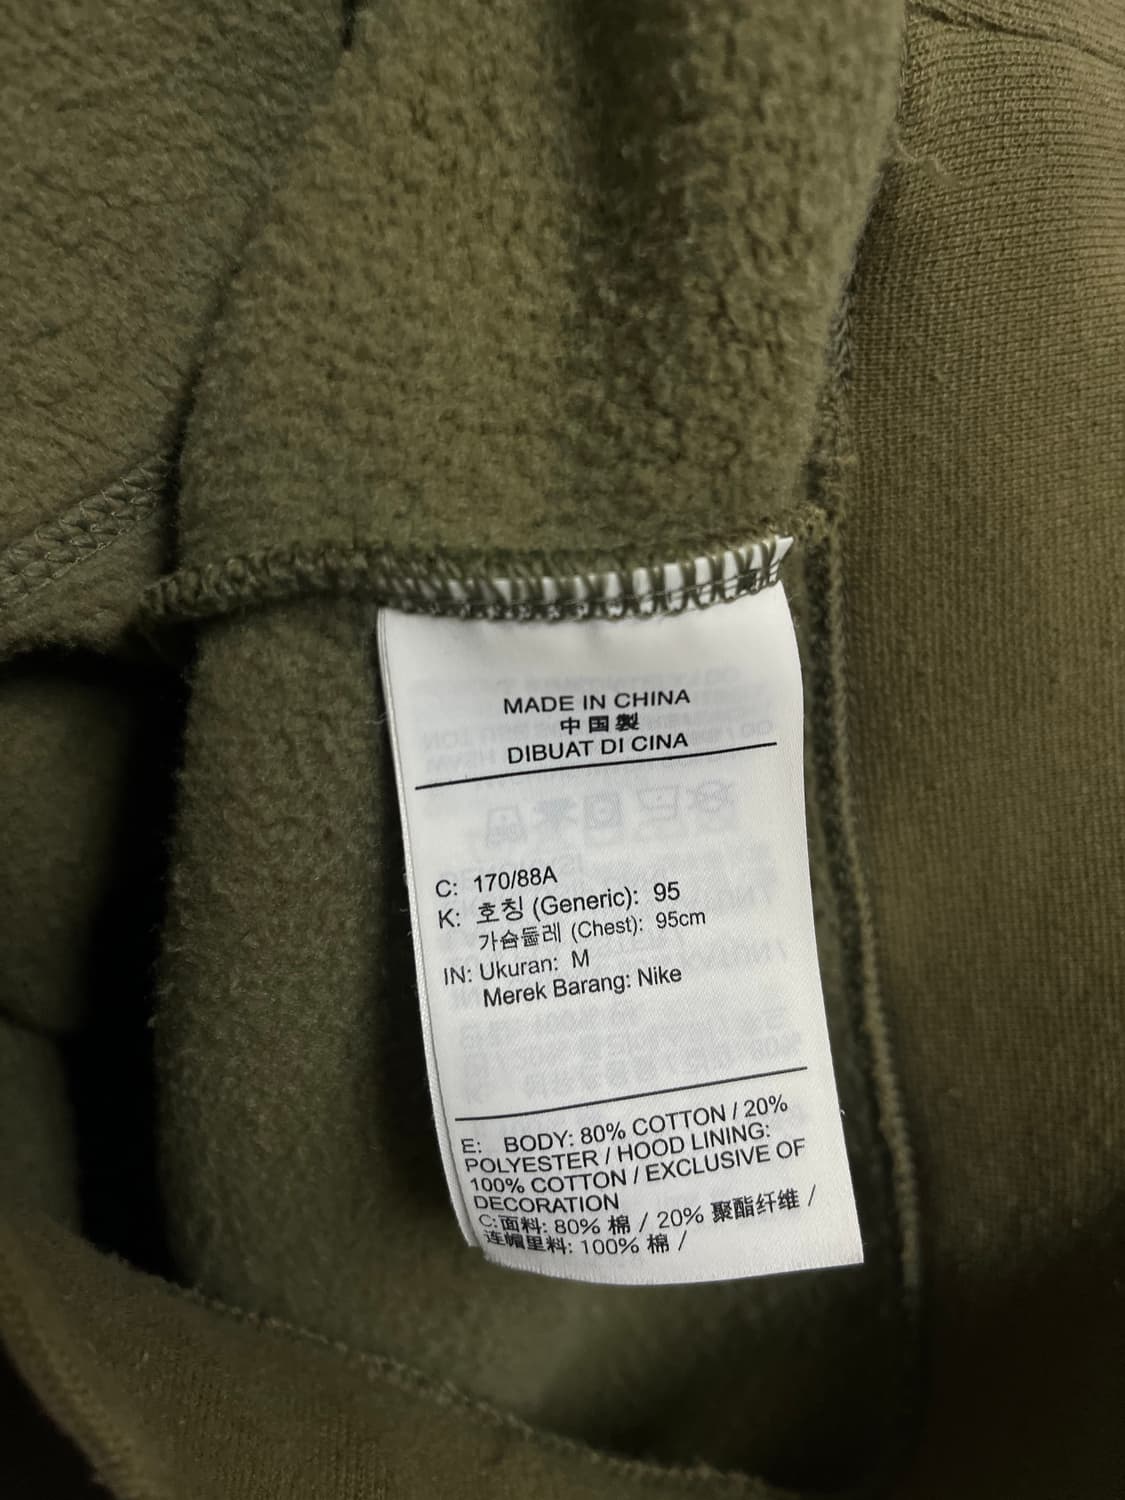 MADE IN CHINA
中国製
DIBUAT DI CINA
C: 170/88A
K: 호칭 (Generic): 95
가슴둘레 (Chest): 95cm
IN: Ukuran: M
Merek Barang: Nike
E: BODY: 80% COTTON / 20%
POLYESTER / HOOD LINING:
100% COTTON / EXCLUSIVE OF
DECORATION
C:面料: 80% 棉 / 20% 聚酯纤维 /
连帽里料: 100% 棉 /